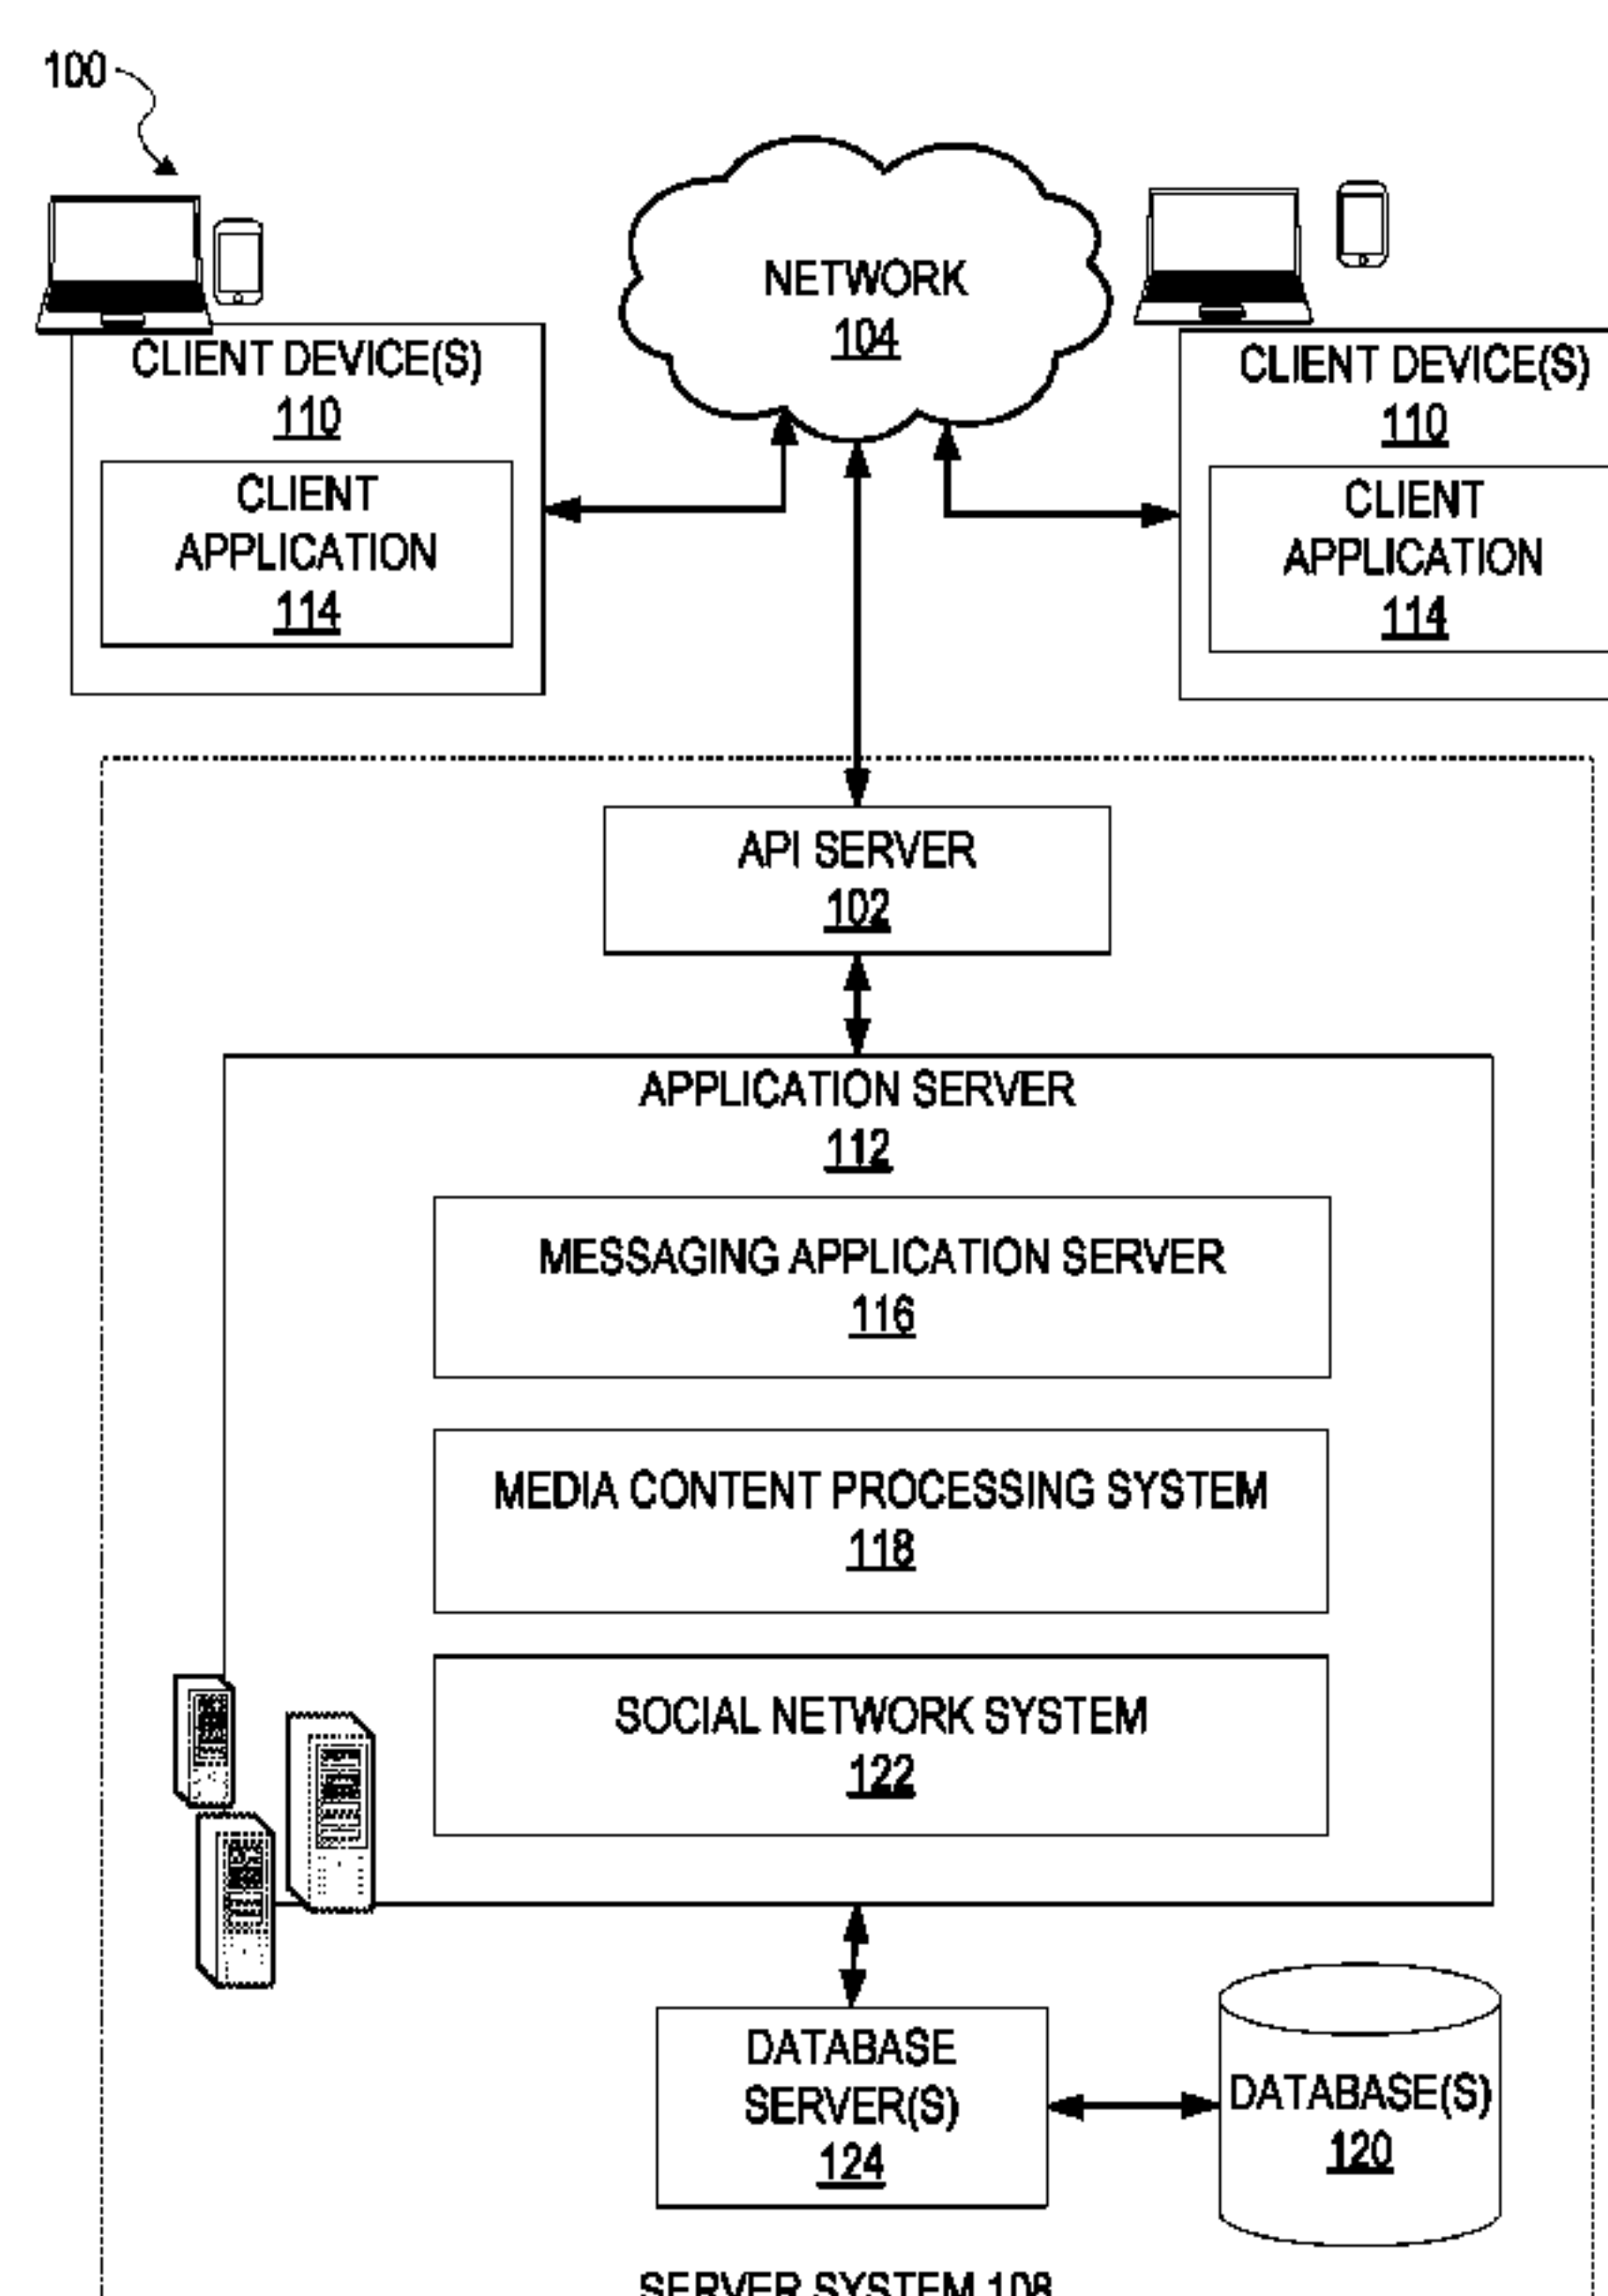 100
NETWORK
104
CLIENT DEVICE(S)
110
CLIENT
APPLICATION
114
CLIENT DEVICE(S)
110
CLIENT
APPLICATION
114
API SERVER
102
APPLICATION SERVER
112
MESSAGING APPLICATION SERVER
116
MEDIA CONTENT PROCESSING SYSTEM
118
SOCIAL NETWORK SYSTEM
122
DATABASE
SERVER(S)
124
DATABASE(S)
120
SERVER SYSTEM 108